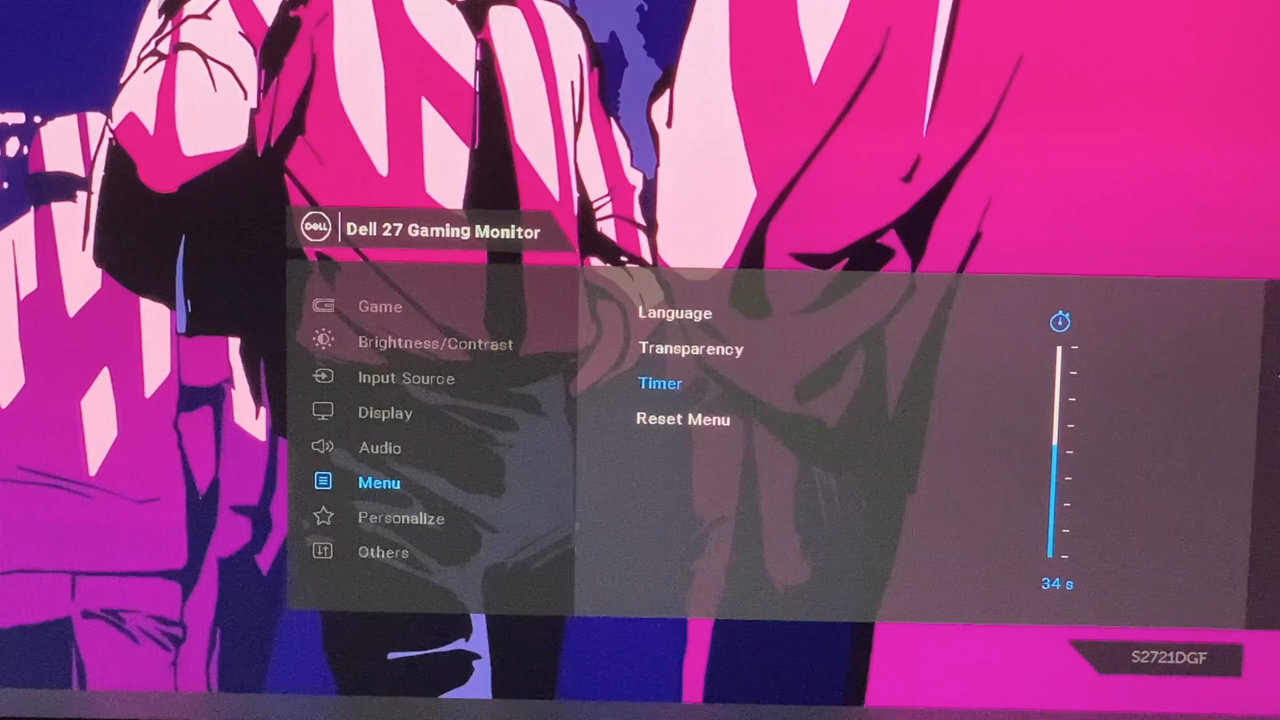 DELL
Dell 27 Gaming Monitor
Game
Brightness/Contrast
Input Source
Display
Audio
Menu
Personalize
Others
Language
Transparency
Timer
Reset Menu
34 s
S2721DGF